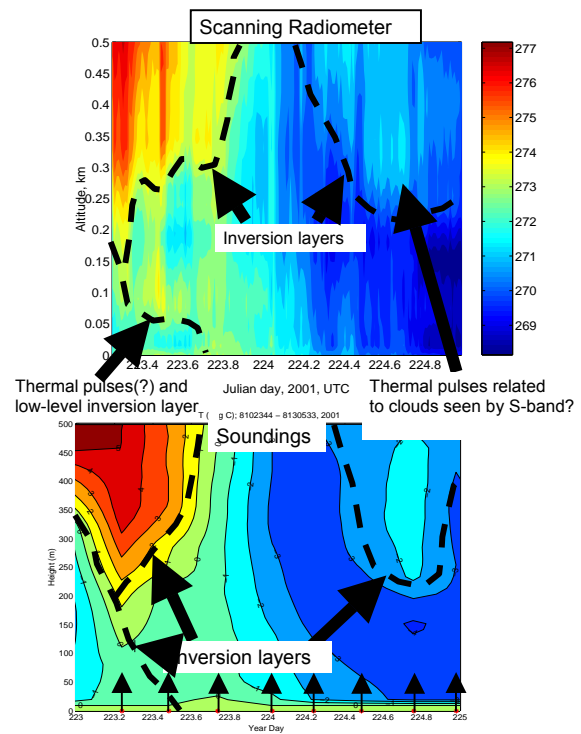 Scanning Radiometer
0.5
0.45
0.4
0.35
0.3
0.25
0.2
0.15
0.1
0.05
0
Altitude, km
Inversion layers
277
276
275
274
273
272
271
270
269
268
223.4 223.6 223.8 224 224.2 224.4 224.6 224.8
Thermal pulses(?) and
low-level inversion layer
Julian day, 2001, UTC
Thermal pulses related
to clouds seen by S-band?
T ( g C); 8102344 – 8130533, 2001
Soundings
500
450
400
350
300
250
200
150
100
50
0
Height (m)
nversion layers
223 223.2 223.4 223.6 223.8 224 224.2 224.4 224.6 224.8 225
Year Day